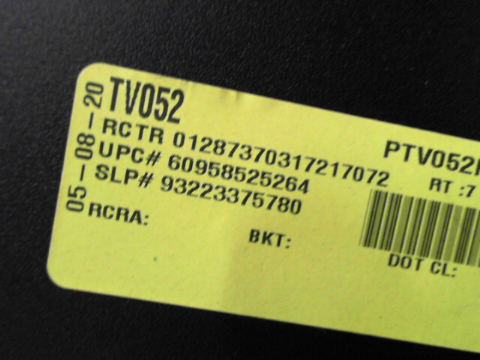 05-08-20
TV052
RCTR 01287370317217072
UPC# 60958525264
SLP# 93223375780
RCRA:
BKT:
PTV052
RT :7
DOT CL: